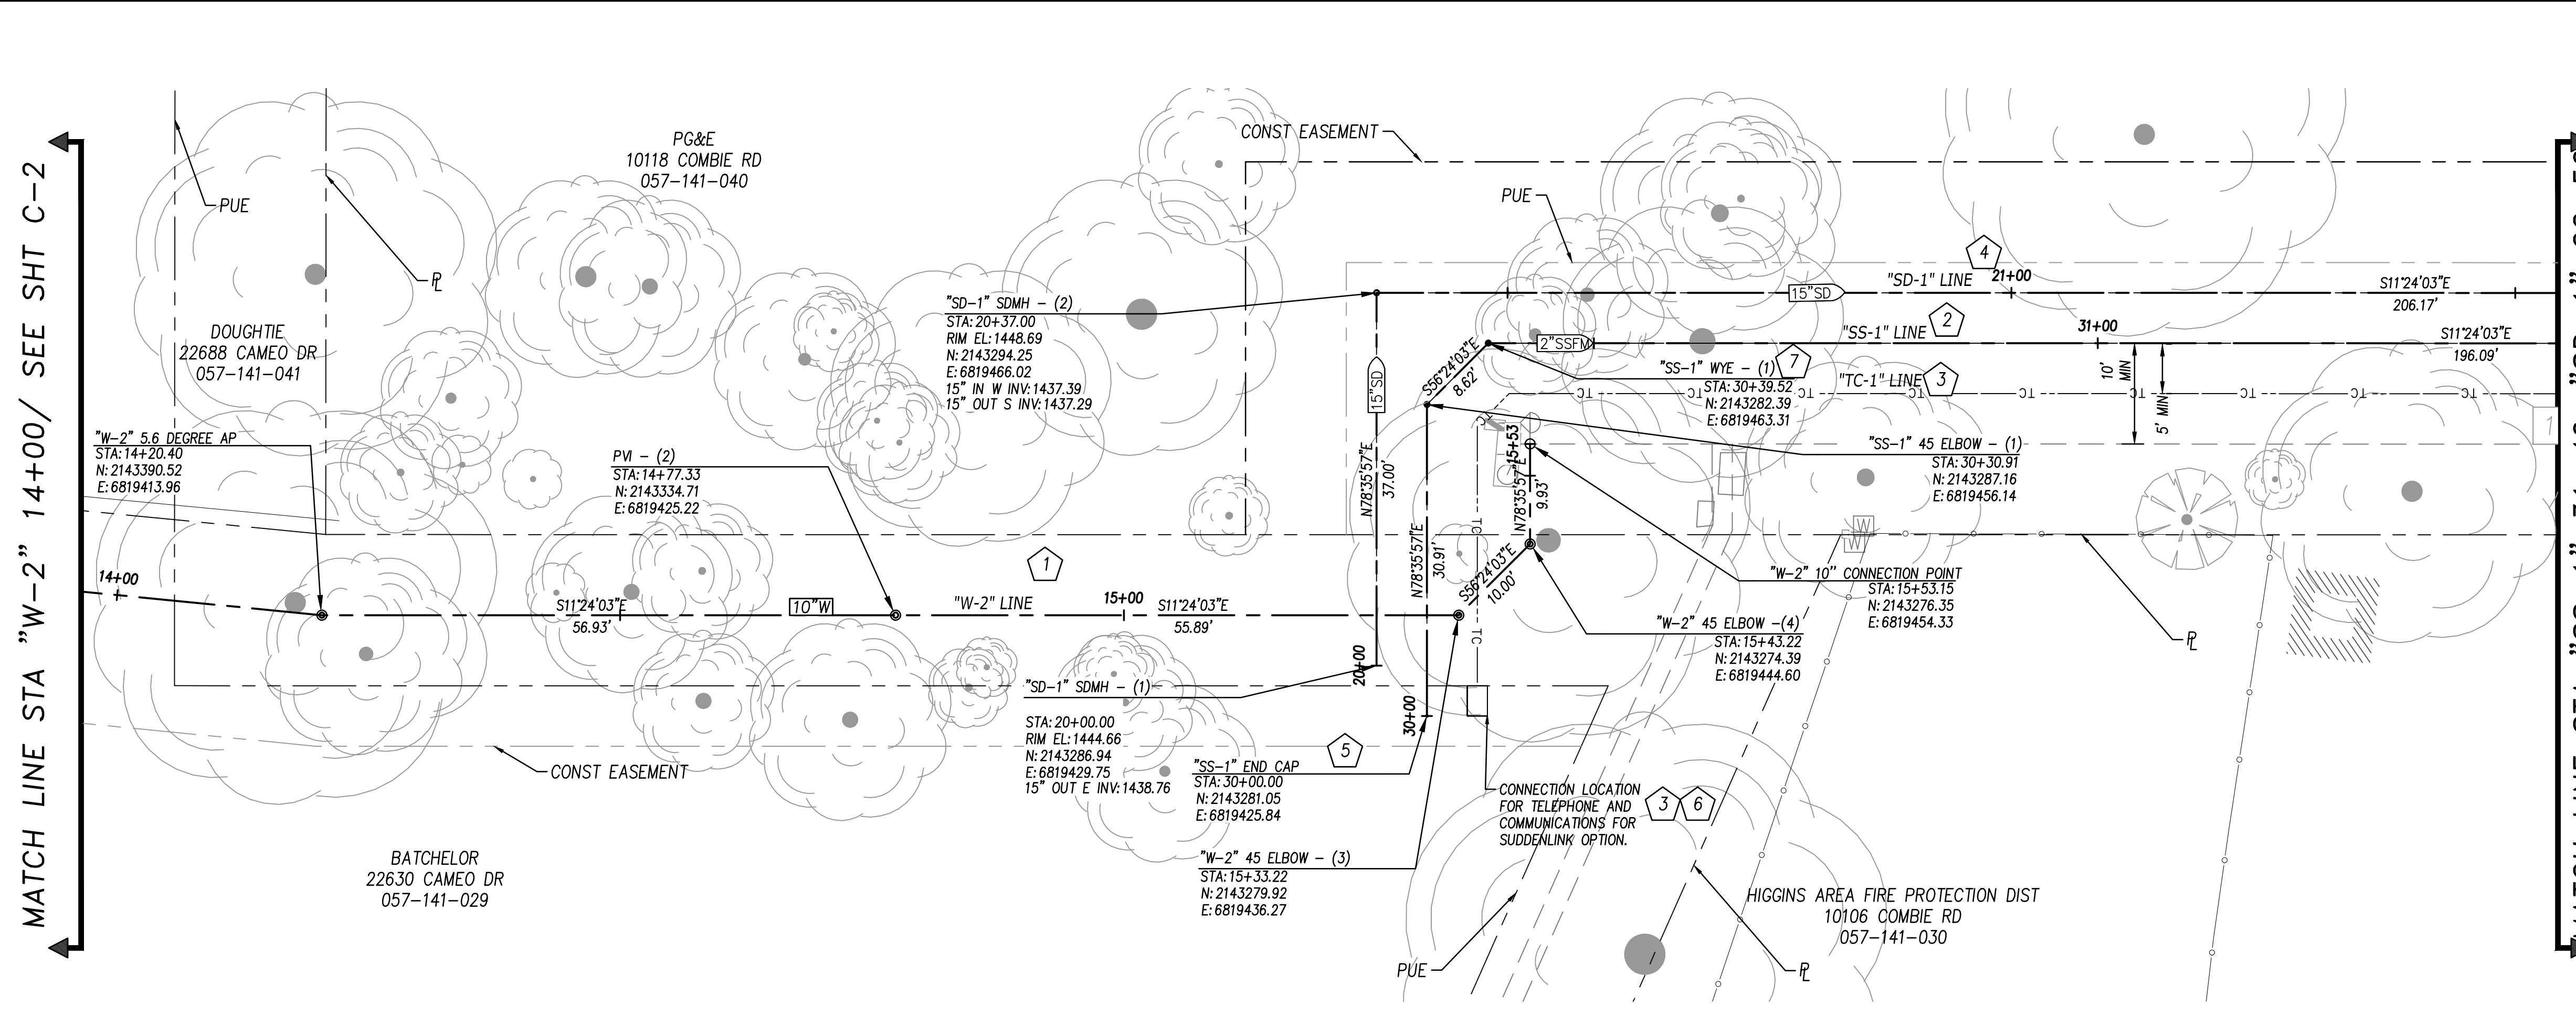 MATCH LINE STA "W-2" 14+00/ SEE SHT C-2
PUE
PG&E
10118 COMBIE RD
057-141-040
PL
DOUGHTIE
22688 CAMEO DR
057-141-041
"W-2" 5.6 DEGREE AP
STA: 14+20.40
N: 2143390.52
E: 6819413.96
14+00
S11°24'03"E
56.93'
PVI - (2)
STA: 14+77.33
N: 2143334.71
E: 6819425.22
10"W
"W-2" LINE
1
15+00
S11°24'03"E
55.89'
"SD-1" SDMH - (2)
STA: 20+37.00
RIM EL: 1448.69
N: 2143294.25
E: 6819466.02
15" IN W INV: 1437.39
15" OUT S INV: 1437.29
CONST EASEMENT
PUE
4
"SD-1" LINE
21+00
15"SD
S11°24'03"E
206.17'
2
"SS-1" LINE
31+00
2"SSFM
S11°24'03"E
196.09'
7
"SS-1" WYE - (1)
STA: 30+39.52
N: 2143282.39
E: 6819463.31
"TC-1" LINE
3
TC
TC
TC
TC
TC
TC
TC
TC
TC
10'
MIN
5' MIN
S56°24'03"E
8.62'
15"SD
N78°35'57"E
37.00'
N78°35'57"E
30.91'
15+53
N78°35'57"E
9.93'
S56°24'03"E
10.00'
TC
TC
TC
"SS-1" 45 ELBOW - (1)
STA: 30+30.91
N: 2143287.16
E: 6819456.14
"W-2" 10" CONNECTION POINT
STA: 15+53.15
N: 2143276.35
E: 6819454.33
"W-2" 45 ELBOW -(4)
STA: 15+43.22
N: 2143274.39
E: 6819444.60
W
W
1
PL
20+00
30+00
"SD-1" SDMH - (1)
STA: 20+00.00
RIM EL: 1444.66
N: 2143286.94
E: 6819429.75
15" OUT E INV: 1438.76
5
"SS-1" END CAP
STA: 30+00.00
N: 2143281.05
E: 6819425.84
"W-2" 45 ELBOW - (3)
STA: 15+33.22
N: 2143279.92
E: 6819436.27
CONNECTION LOCATION
FOR TELEPHONE AND
COMMUNICATIONS FOR
SUDDENLINK OPTION.
3
6
CONST EASEMENT
BATCHELOR
22630 CAMEO DR
057-141-029
HIGGINS AREA FIRE PROTECTION DIST
10106 COMBIE RD
057-141-030
PUE
PL